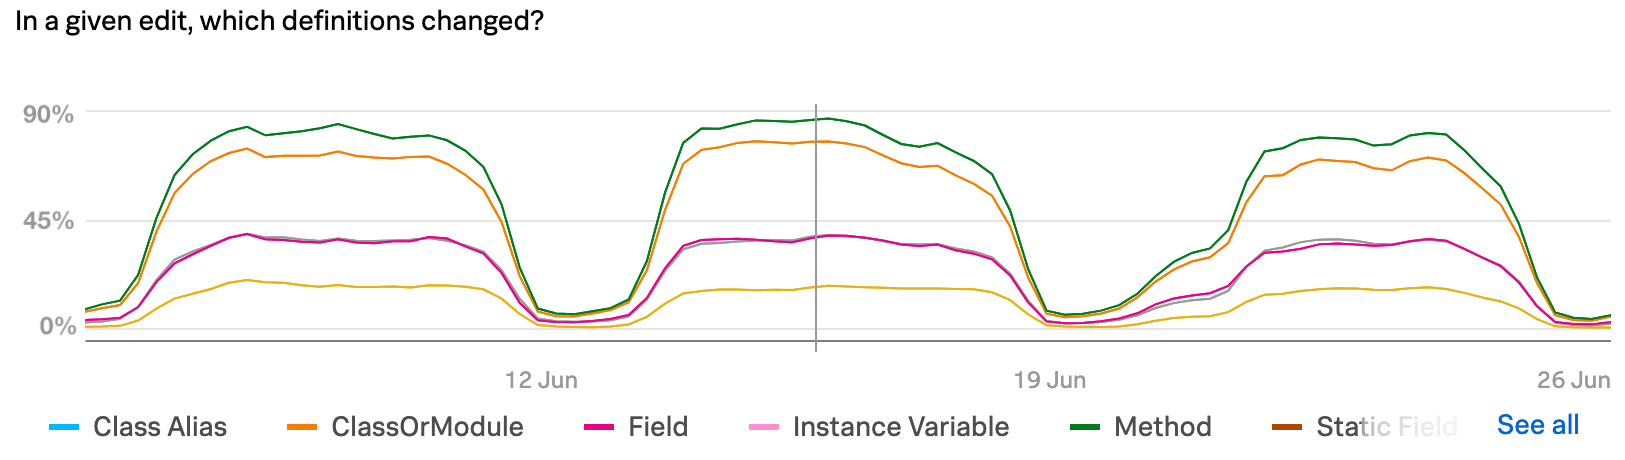 In a given edit, which definitions changed?
90%
45%
0%
12 Jun 19 Jun 26 Jun
Class Alias ClassOrModule Field Instance Variable Method Static Field See all